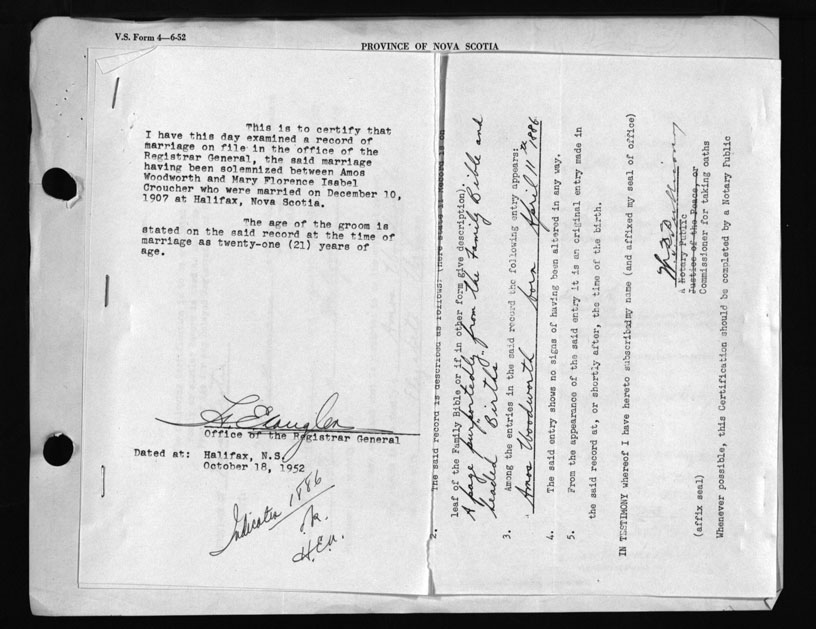 V.S. Form 4—6-52
PROVINCE OF NOVA SCOTIA
This is to certify that
I have this day examined a record of
marriage on file in the office of the
Registrar General, the said marriage
having been solemnized between Amos
Woodworth and Mary Florence Isabel
Croucher who were married on December 10,
1907 at Halifax, Nova Scotia.
The age of the groom is
stated on the said record at the time of
marriage as twenty-one (21) years of
age.
Office of the Registrar General
Dated at: Halifax, N.S.
October 18, 1952
Indicates 1886
2. The said record is described as follows: (here state if Record is on
leaf of the Family Bible or if in other form give description).
A page purportedly from the Family Bible and
headed "Births".
3. Among the entries in the said record the following entry appears:
Amos Woodworth born April 11th 1886
4. The said entry shows no signs of having been altered in any way.
5. From the appearance of the said entry it is an original entry made in
the said record at, or shortly after, the time of the birth.
IN TESTIMONY whereof I have hereto subscribed my name (and affixed my seal of office)
A Notary Public
Justice of the Peace, or
Commissioner for taking oaths
(affix seal)
Whenever possible, this Certification should be completed by a Notary Public